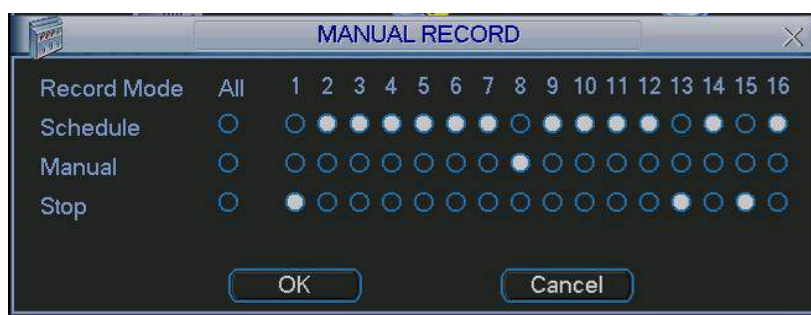 MANUAL RECORD
Record Mode All 1 2 3 4 5 6 7 8 9 10 11 12 13 14 15 16
Schedule
Manual
Stop
OK Cancel